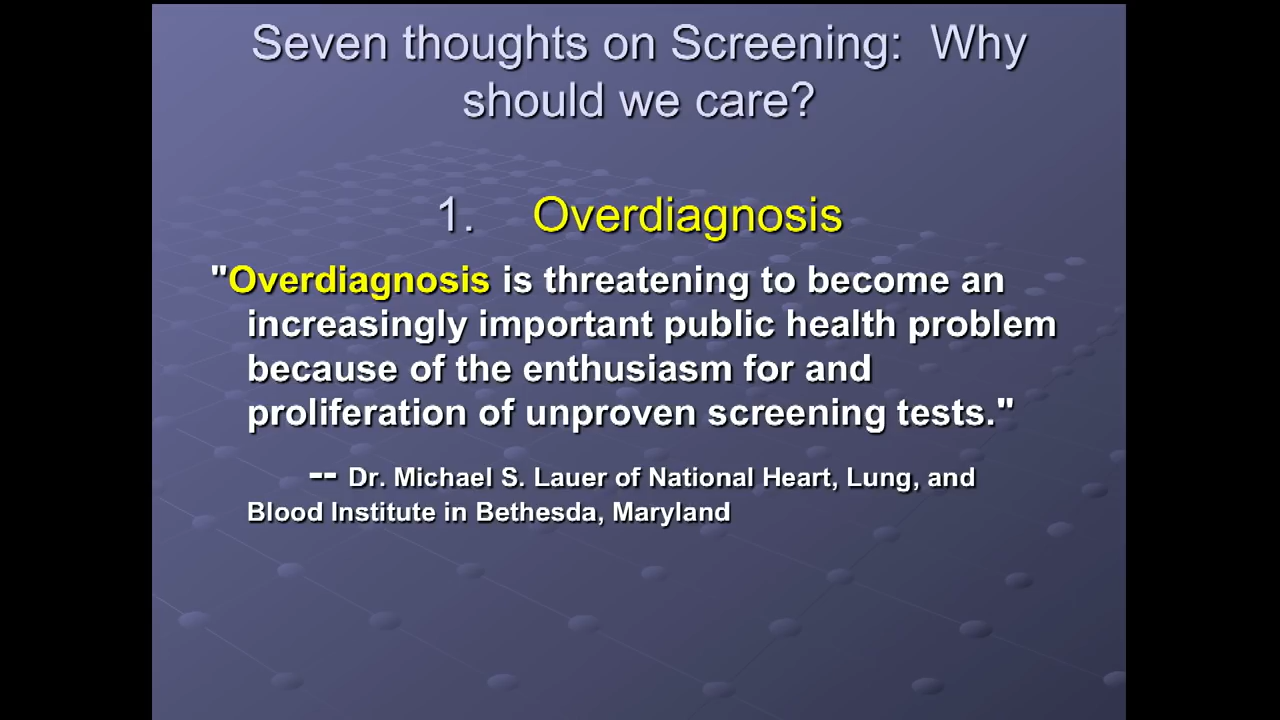 Seven thoughts on Screening:  Why
should we care?
1. Overdiagnosis
"Overdiagnosis is threatening to become an
increasingly important public health problem
because of the enthusiasm for and
proliferation of unproven screening tests."
-- Dr. Michael S. Lauer of National Heart, Lung, and
Blood Institute in Bethesda, Maryland